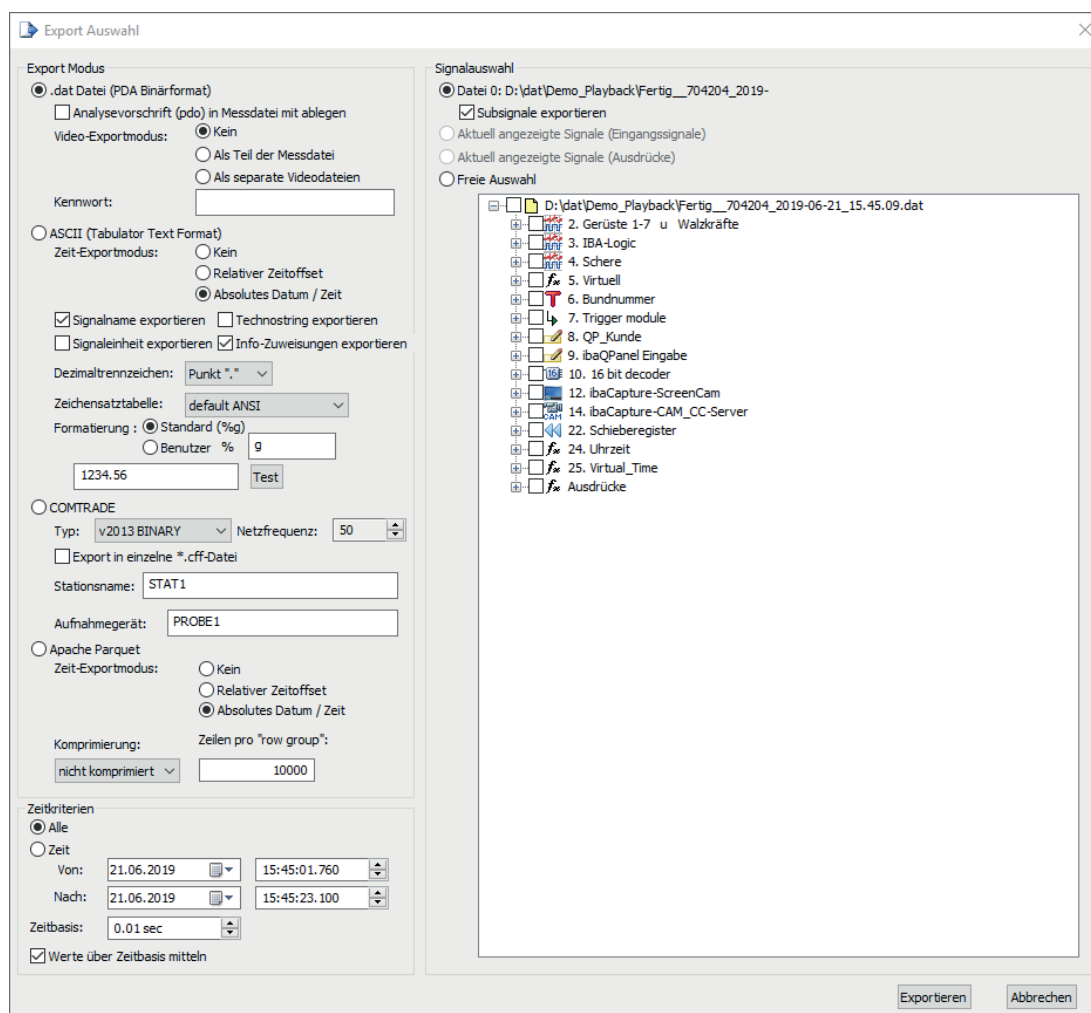 Export Auswahl
Export Modus
.dat Datei (PDA Binärformat)
Analysevorschrift (pdo) in Messdatei mit ablegen
Video-Exportmodus:
Kein
Als Teil der Messdatei
Als separate Videodateien
Kennwort:
ASCII (Tabulator Text Format)
Zeit-Exportmodus:
Kein
Relativer Zeitoffset
Absolutes Datum / Zeit
Signalname exportieren
Technostring exportieren
Signaleinheit exportieren
Info-Zuweisungen exportieren
Dezimaltrennzeichen:
Punkt "."
Zeichensatztabelle:
default ANSI
Formatierung :
Standard (%g)
Benutzer %
g
1234.56
Test
COMTRADE
Typ:
v2013 BINARY
Netzfrequenz:
50
Export in einzelne *.cff-Datei
Stationsname:
STAT1
Aufnahmegerät:
PROBE1
Apache Parquet
Zeit-Exportmodus:
Kein
Relativer Zeitoffset
Absolutes Datum / Zeit
Komprimierung:
Zeilen pro "row group":
nicht komprimiert
10000
Zeitkriterien
Alle
Zeit
Von:
21.06.2019
15:45:01.760
Nach:
21.06.2019
15:45:23.100
Zeitbasis:
0.01 sec
Werte über Zeitbasis mitteln
Signalauswahl
Datei 0: D:\dat\Demo_Playback\Fertig__704204_2019-
Subsignale exportieren
Aktuell angezeigte Signale (Eingangssignale)
Aktuell angezeigte Signale (Ausdrücke)
Freie Auswahl
D:\dat\Demo_Playback\Fertig__704204_2019-06-21_15.45.09.dat
2. Gerüste 1-7 u Walzkräfte
3. IBA-Logic
4. Schere
5. Virtuell
6. Bundnummer
7. Trigger module
8. QP_Kunde
9. ibaQPanel Eingabe
16
10. 16 bit decoder
12. ibaCapture-ScreenCam
CAM
14. ibaCapture-CAM_CC-Server
22. Schieberegister
24. Uhrzeit
25. Virtual_Time
Ausdrücke
Exportieren
Abbrechen